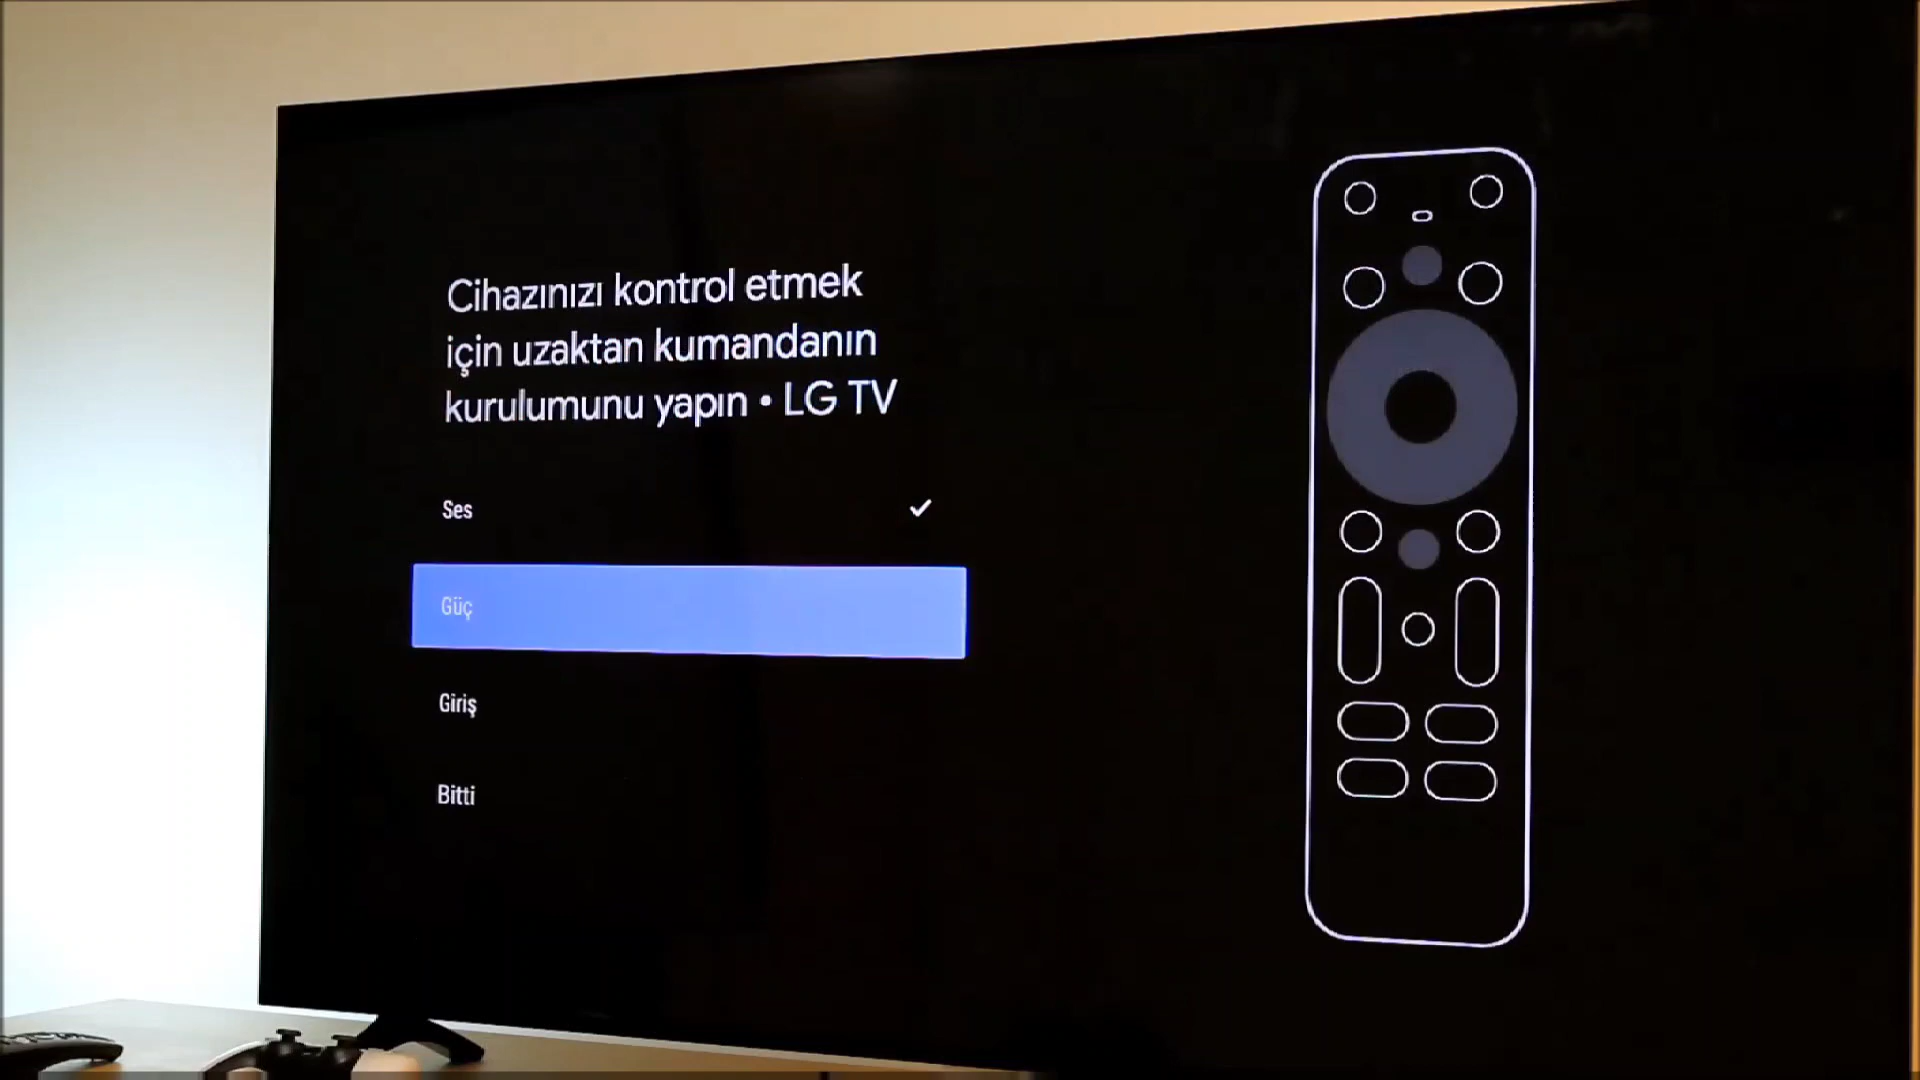 Cihazınızı kontrol etmek
için uzaktan kumandanın
kurulumunu yapın • LG TV
Ses
Güç
Giriş
Bitti